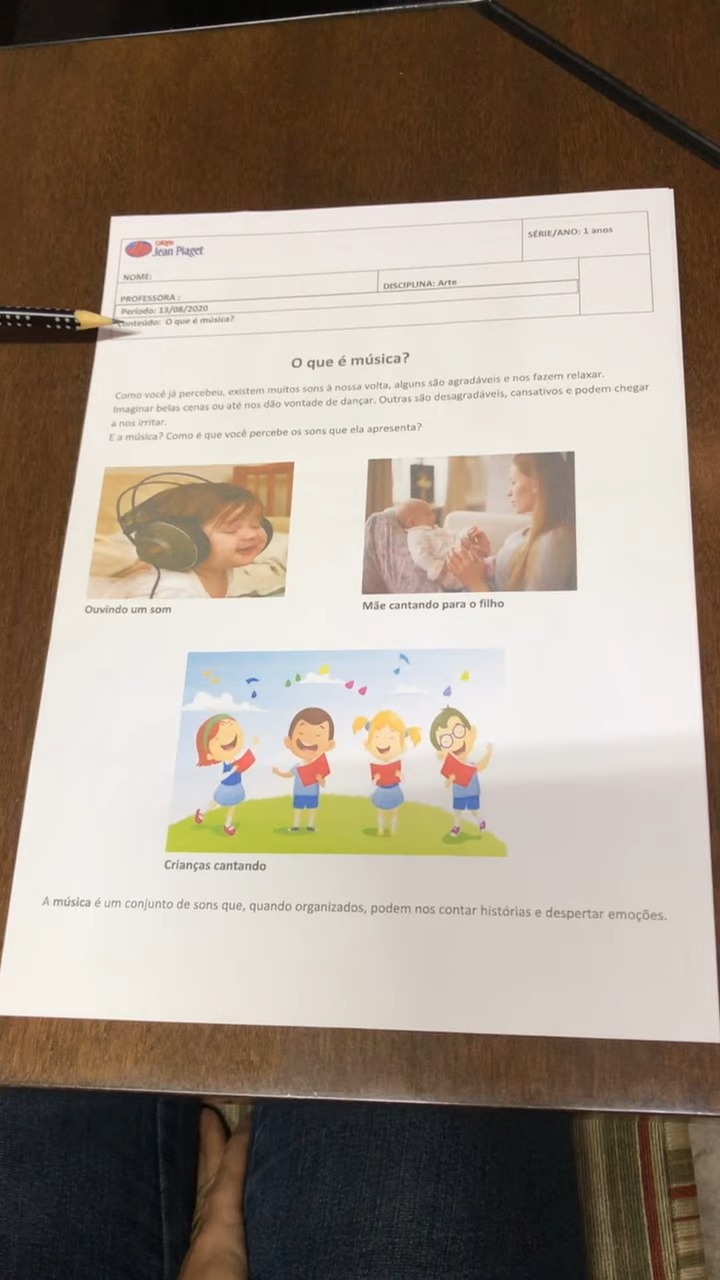 Colégio
Jean Piaget
SÉRIE/ANO: 1 anos
NOME:
PROFESSORA :
DISCIPLINA: Arte
Período: 13/08/2020
Conteúdo: O que é música?
O que é música?
Como você já percebeu, existem muitos sons à nossa volta, alguns são agradáveis e nos fazem relaxar.
Imaginar belas cenas ou até nos dão vontade de dançar. Outras são desagradáveis, cansativos e podem chegar
a nos irritar.
E a música? Como é que você percebe os sons que ela apresenta?
Ouvindo um som
Mãe cantando para o filho
Crianças cantando
A música é um conjunto de sons que, quando organizados, podem nos contar histórias e despertar emoções.